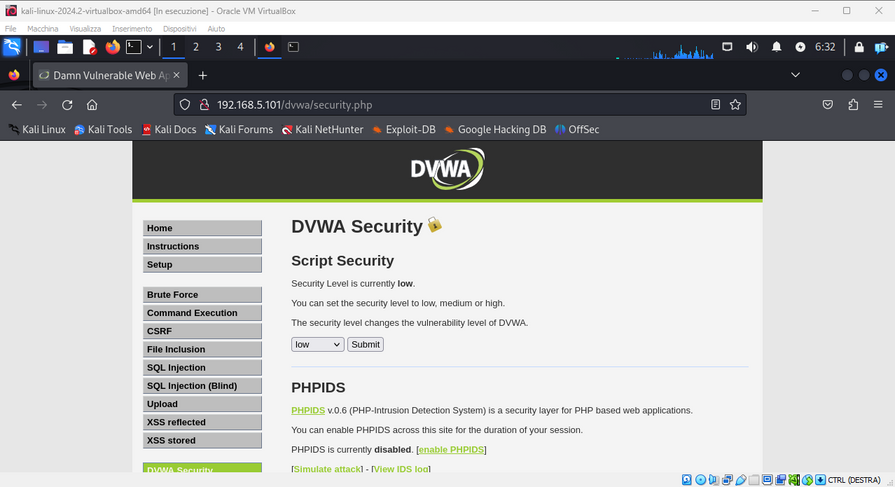 kali-linux-2024.2-virtualbox-amd64 [In esecuzione] - Oracle VM VirtualBox
File Macchina Visualizza Inserimento Dispositivi Aiuto
1 2 3 4 6:32
Damn Vulnerable Web Ap
192.168.5.101/dvwa/security.php
Kali Linux Kali Tools Kali Docs Kali Forums Kali NetHunter Exploit-DB Google Hacking DB OffSec
DVWA
Home
Instructions
Setup
Brute Force
Command Execution
CSRF
File Inclusion
SQL Injection
SQL Injection (Blind)
Upload
XSS reflected
XSS stored
DVWA Security
DVWA Security
Script Security
Security Level is currently low.
You can set the security level to low, medium or high.
The security level changes the vulnerability level of DVWA.
low Submit
PHPIDS
PHPIDS v.0.6 (PHP-Intrusion Detection System) is a security layer for PHP based web applications.
You can enable PHPIDS across this site for the duration of your session.
PHPIDS is currently disabled. [enable PHPIDS]
[Simulate attack] - [View IDS log]
CTRL (DESTRA)